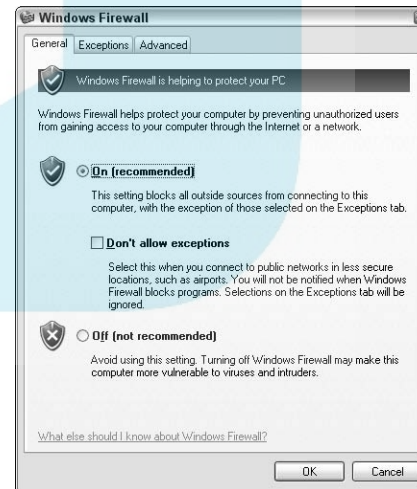 Windows Firewall
General Exceptions Advanced
Windows Firewall is helping to protect your PC
Windows Firewall helps protect your computer by preventing unauthorized users
from gaining access to your computer through the Internet or a network.
On (recommended)
This setting blocks all outside sources from connecting to this
computer, with the exception of those selected on the Exceptions tab.
Don't allow exceptions
Select this when you connect to public networks in less secure
locations, such as airports. You will not be notified when Windows
Firewall blocks programs. Selections on the Exceptions tab will be
ignored.
Off (not recommended)
Avoid using this setting. Turning off Windows Firewall may make this
computer more vulnerable to viruses and intruders.
What else should I know about Windows Firewall?
OK Cancel